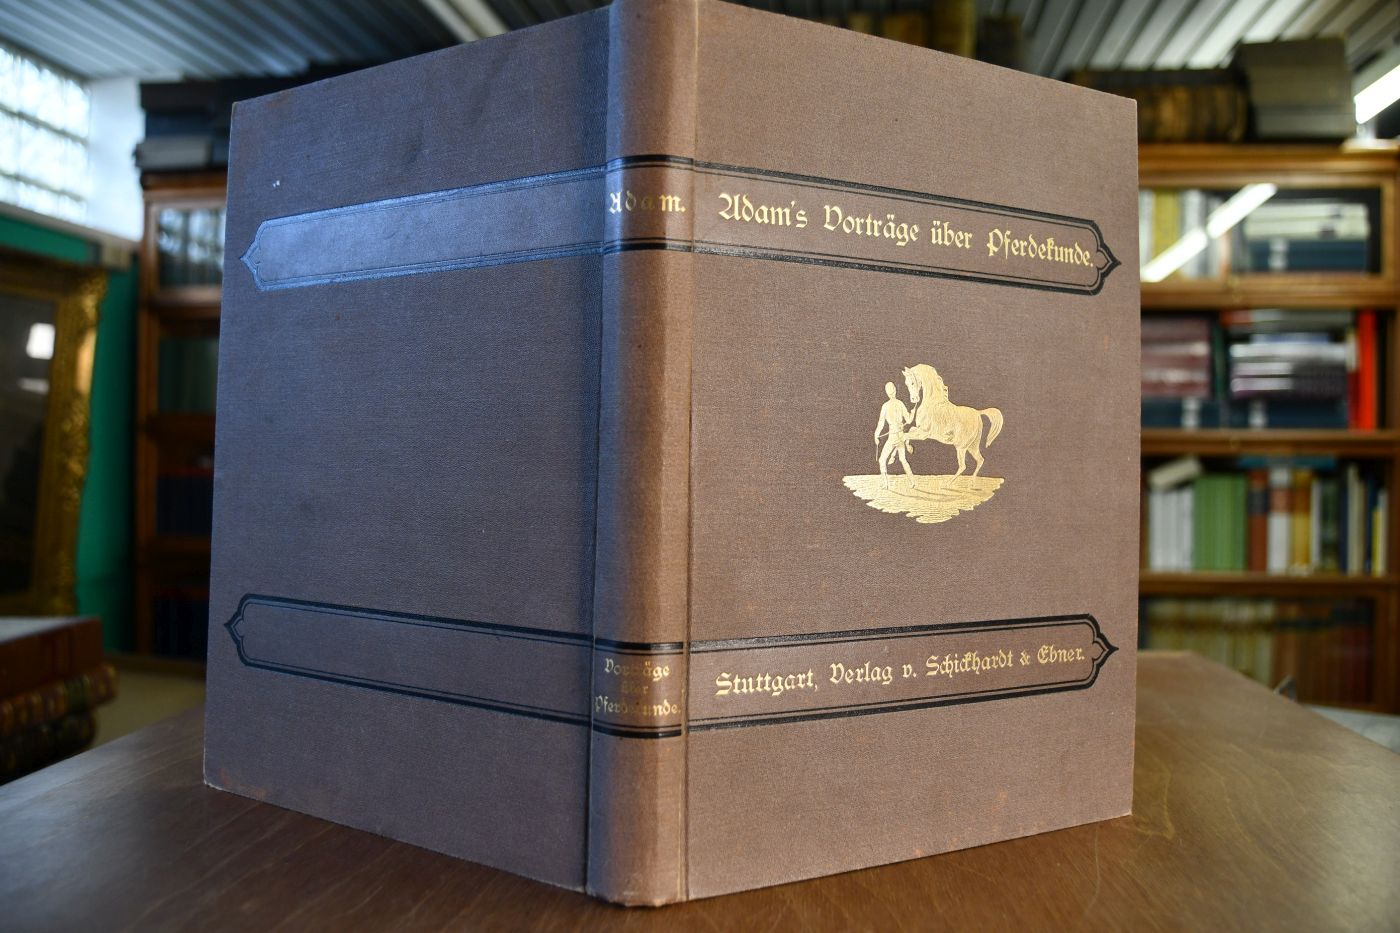 Adam.
Vorträge
über
Pferdekunde.
Adam's Vorträge über Pferdekunde.
Stuttgart, Verlag v. Schickhardt & Ebner.